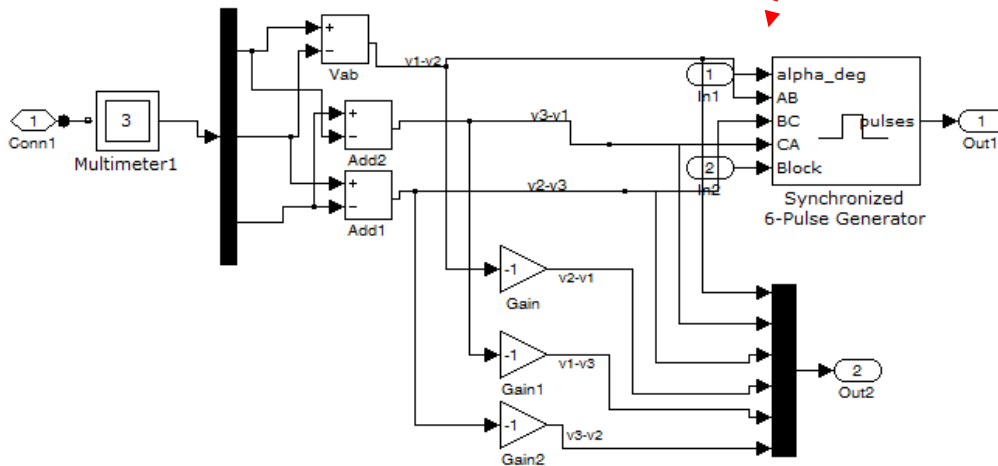 1
Conn1
3
Multimeter1
+
−
Vab
v1-v2
+
−
Add2
v3-v1
+
−
Add1
v2-v3
1
In1
2
In2
alpha_deg
AB
BC
CA
Block
pulses
Synchronized
6-Pulse Generator
1
Out1
-1
Gain
v2-v1
-1
Gain1
v1-v3
-1
Gain2
v3-v2
2
Out2